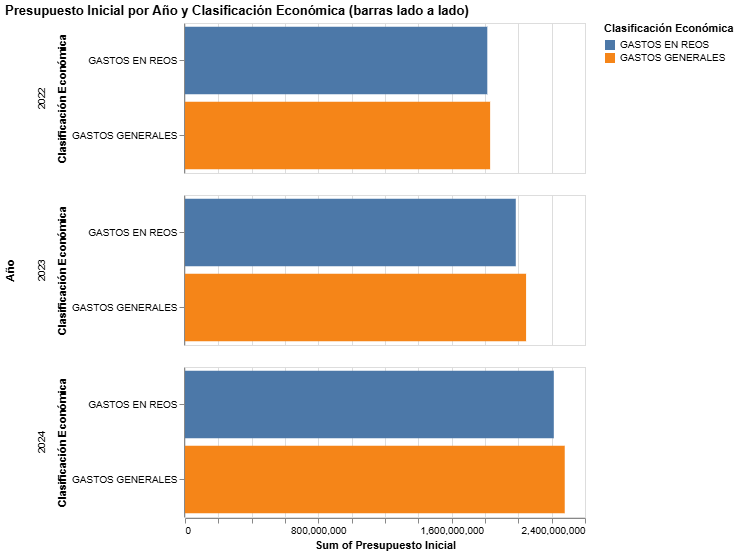 Presupuesto Inicial por Año y Clasificación Económica (barras lado a lado)
Clasificación Económica
GASTOS EN REOS
GASTOS GENERALES
Año
2022
Clasificación Económica
GASTOS EN REOS
GASTOS GENERALES
2023
Clasificación Económica
GASTOS EN REOS
GASTOS GENERALES
2024
Clasificación Económica
GASTOS EN REOS
GASTOS GENERALES
0 800,000,000 1,600,000,000 2,400,000,000
Sum of Presupuesto Inicial